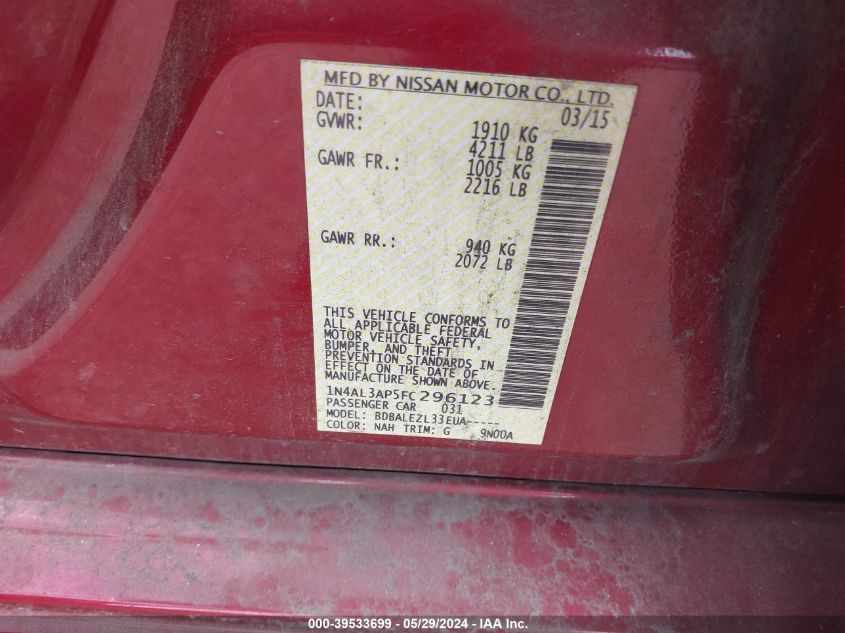 MFD BY NISSAN MOTOR CO., LTD.
DATE: 03/15
GVWR: 1910 KG
4211 LB
GAWR FR.: 1005 KG
2216 LB
GAWR RR.: 940 KG
2072 LB
THIS VEHICLE CONFORMS TO
ALL APPLICABLE FEDERAL
MOTOR VEHICLE SAFETY,
BUMPER, AND THEFT
PREVENTION STANDARDS IN
EFFECT ON THE DATE OF
MANUFACTURE SHOWN ABOVE.
1N4AL3AP5FC296123
PASSENGER CAR 031
MODEL: BDBALEZL33EUA-----
COLOR: NAH TRIM: G 9N00A
000-39533699 - 05/29/2024 - IAA Inc.